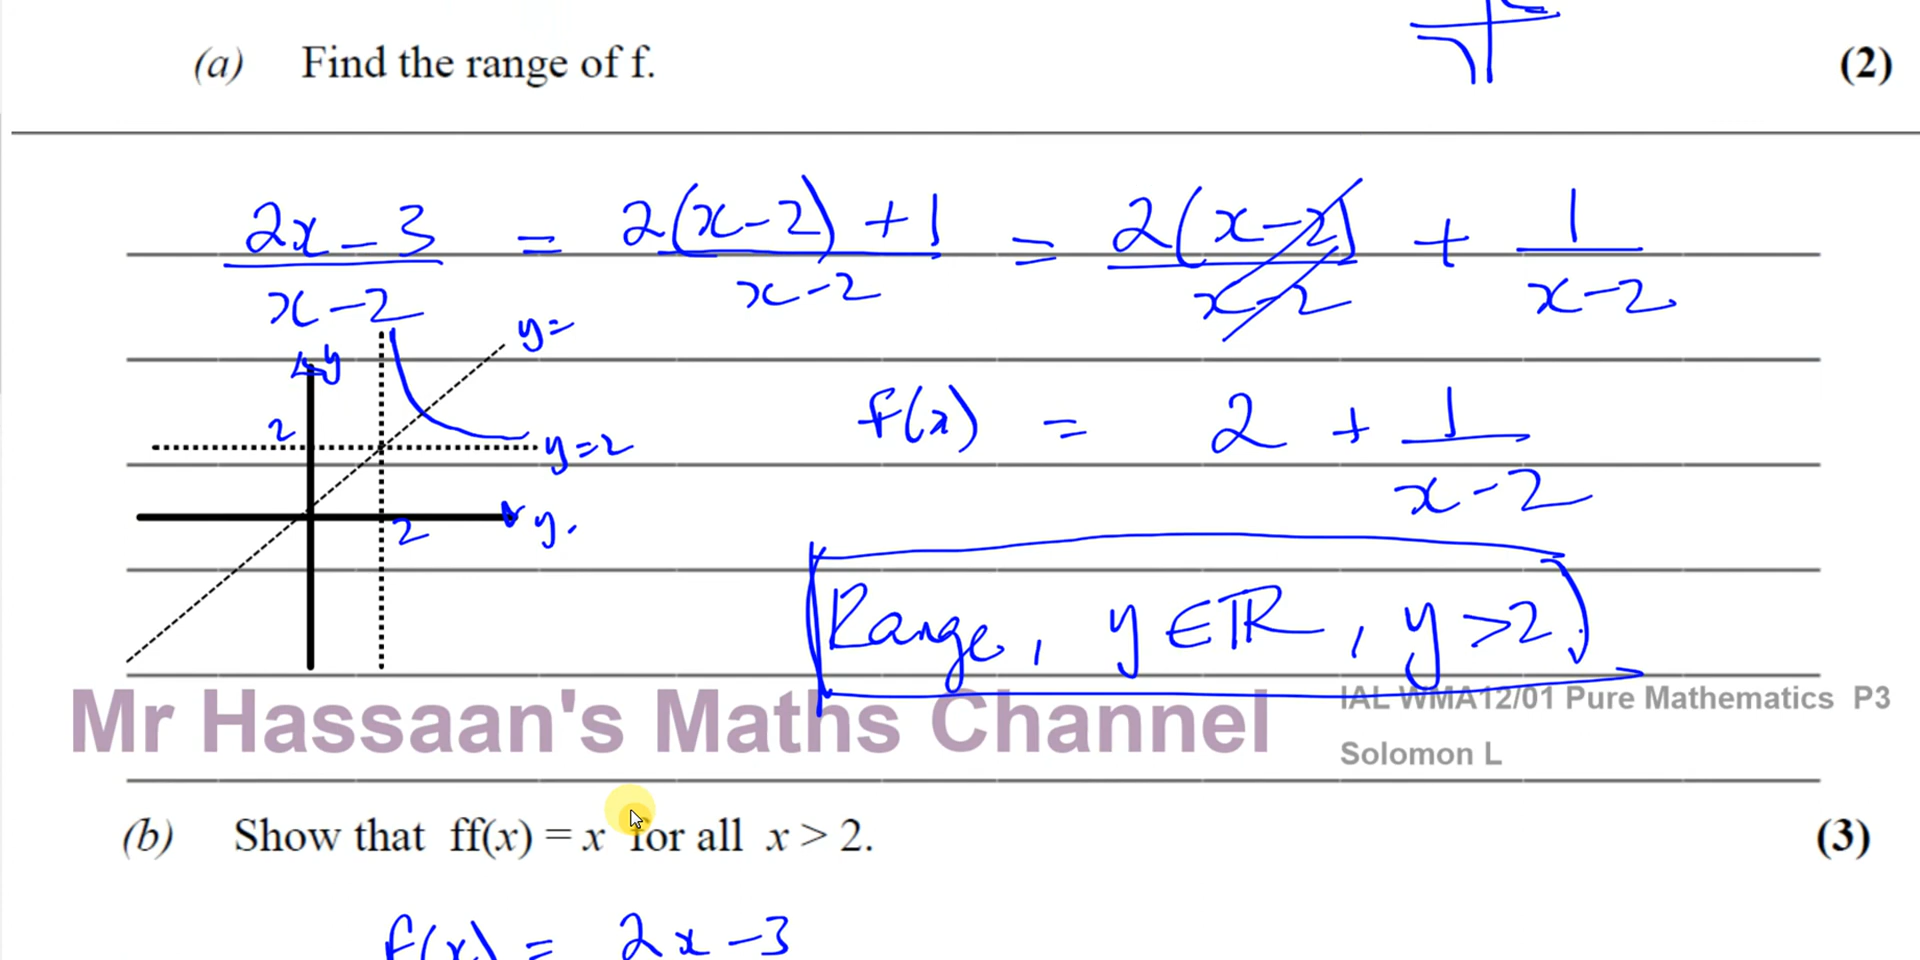 (a) Find the range of f. (2)
2x − 3 / x − 2 = 2(x−2) + 1 / x−2 = 2(x−2) / x−2 + 1 / x−2
y=
y
2
y=2
f(x) = 2 + 1 / x−2
2
y.
Range, y ∈ ℝ, y >2
Mr Hassaan's Maths Channel
IAL WMA12/01 Pure Mathematics P3
Solomon L
(b) Show that ff(x) = x for all x > 2. (3)
f(x) = 2x −3